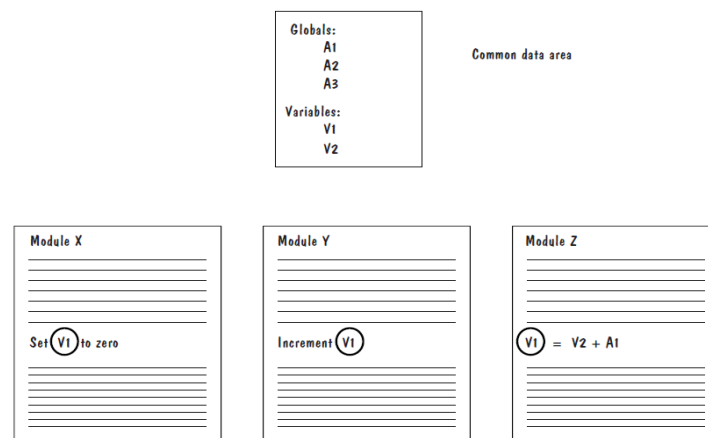 Globals:
A1
A2
A3
Common data area
Variables:
V1
V2
Module X
Set V1 to zero
Module Y
Increment V1
Module Z
V1 = V2 + A1